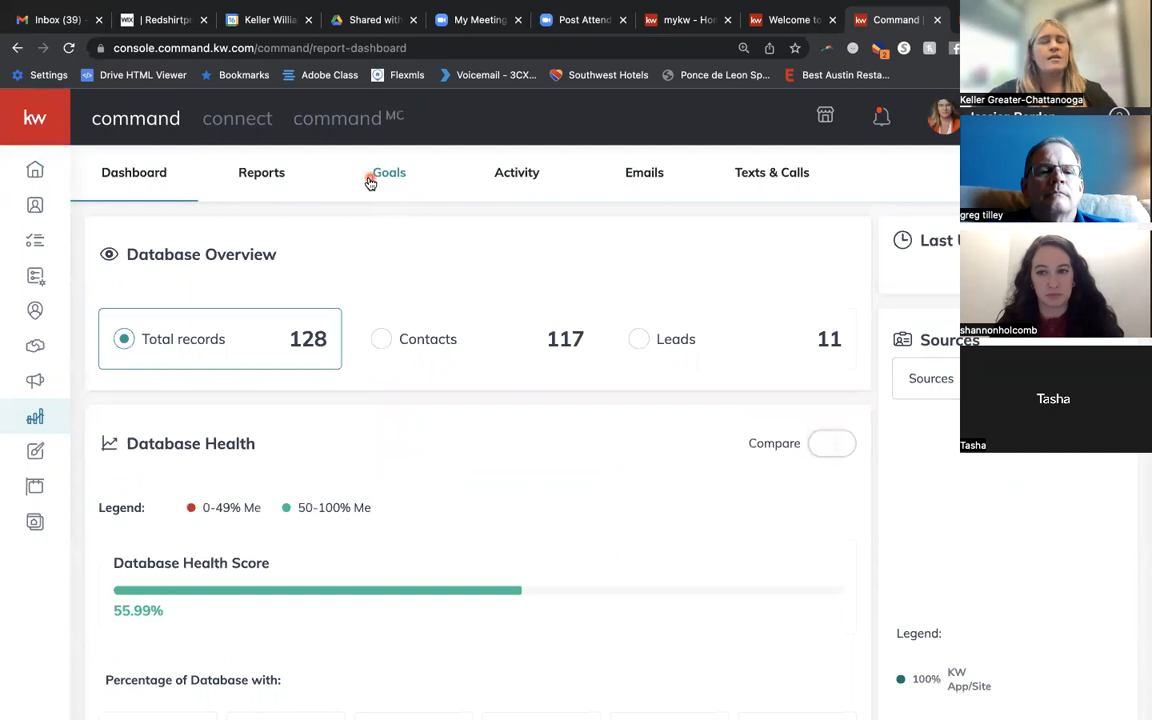 Inbox (39) -
| Redshirtpr
Keller Willia
Shared with
My Meeting
Post Attend
mykw - Hor
Welcome to
Command |
console.command.kw.com/command/report-dashboard
2
Settings
Drive HTML Viewer
Bookmarks
Adobe Class
Flexmls
Voicemail - 3CX...
Southwest Hotels
Ponce de Leon Sp...
Best Austin Resta...
kw
command
connect
command MC
Dashboard
Reports
Goals
Activity
Emails
Texts & Calls
Database Overview
Total records 128
Contacts 117
Leads 11
Database Health
Compare
Legend:
0-49% Me
50-100% Me
Database Health Score
55.99%
Percentage of Database with:
Last
Sources
Sources
Legend:
100%
KW
App/Site
Keller Greater-Chattanooga
greg tilley
shannonholcomb
Tasha
Tasha